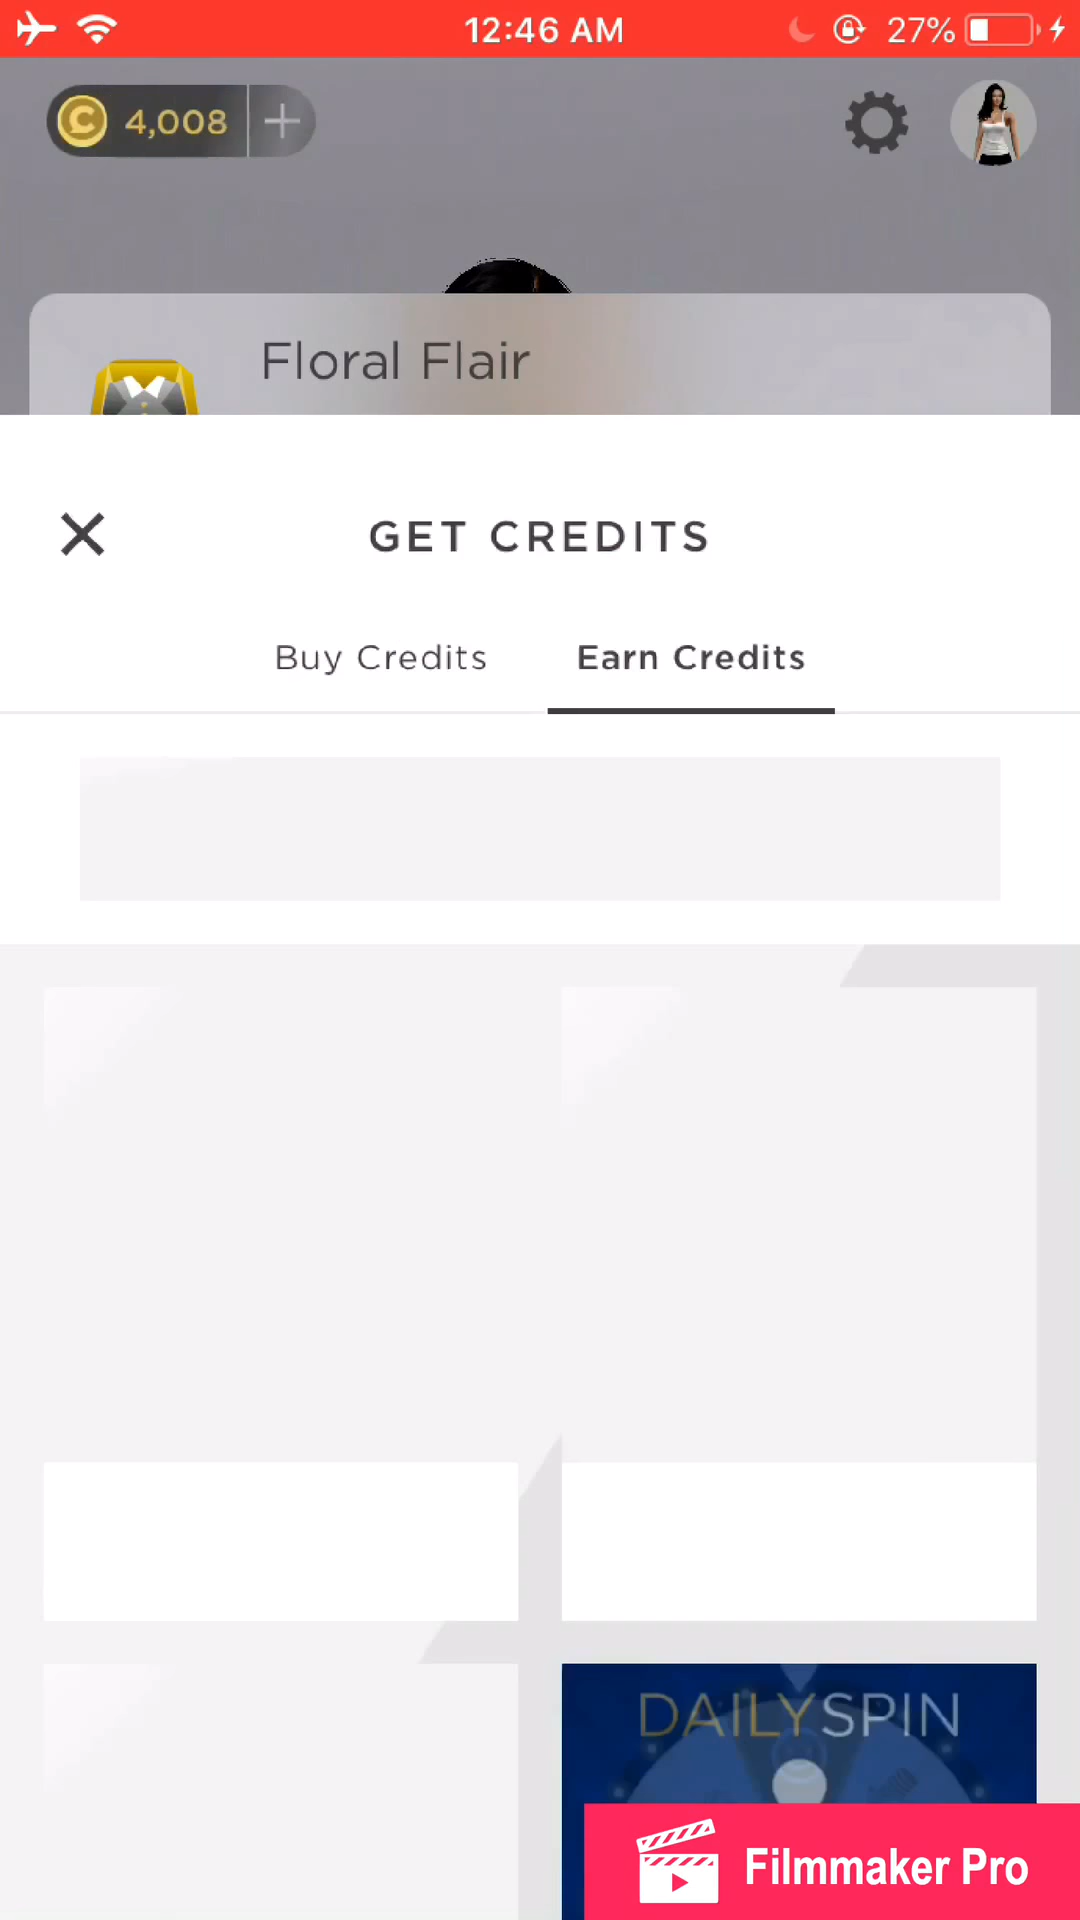 12:46 AM
27%
4,008
Floral Flair
GET CREDITS
Buy Credits
Earn Credits
DAILYSPIN
Filmmaker Pro